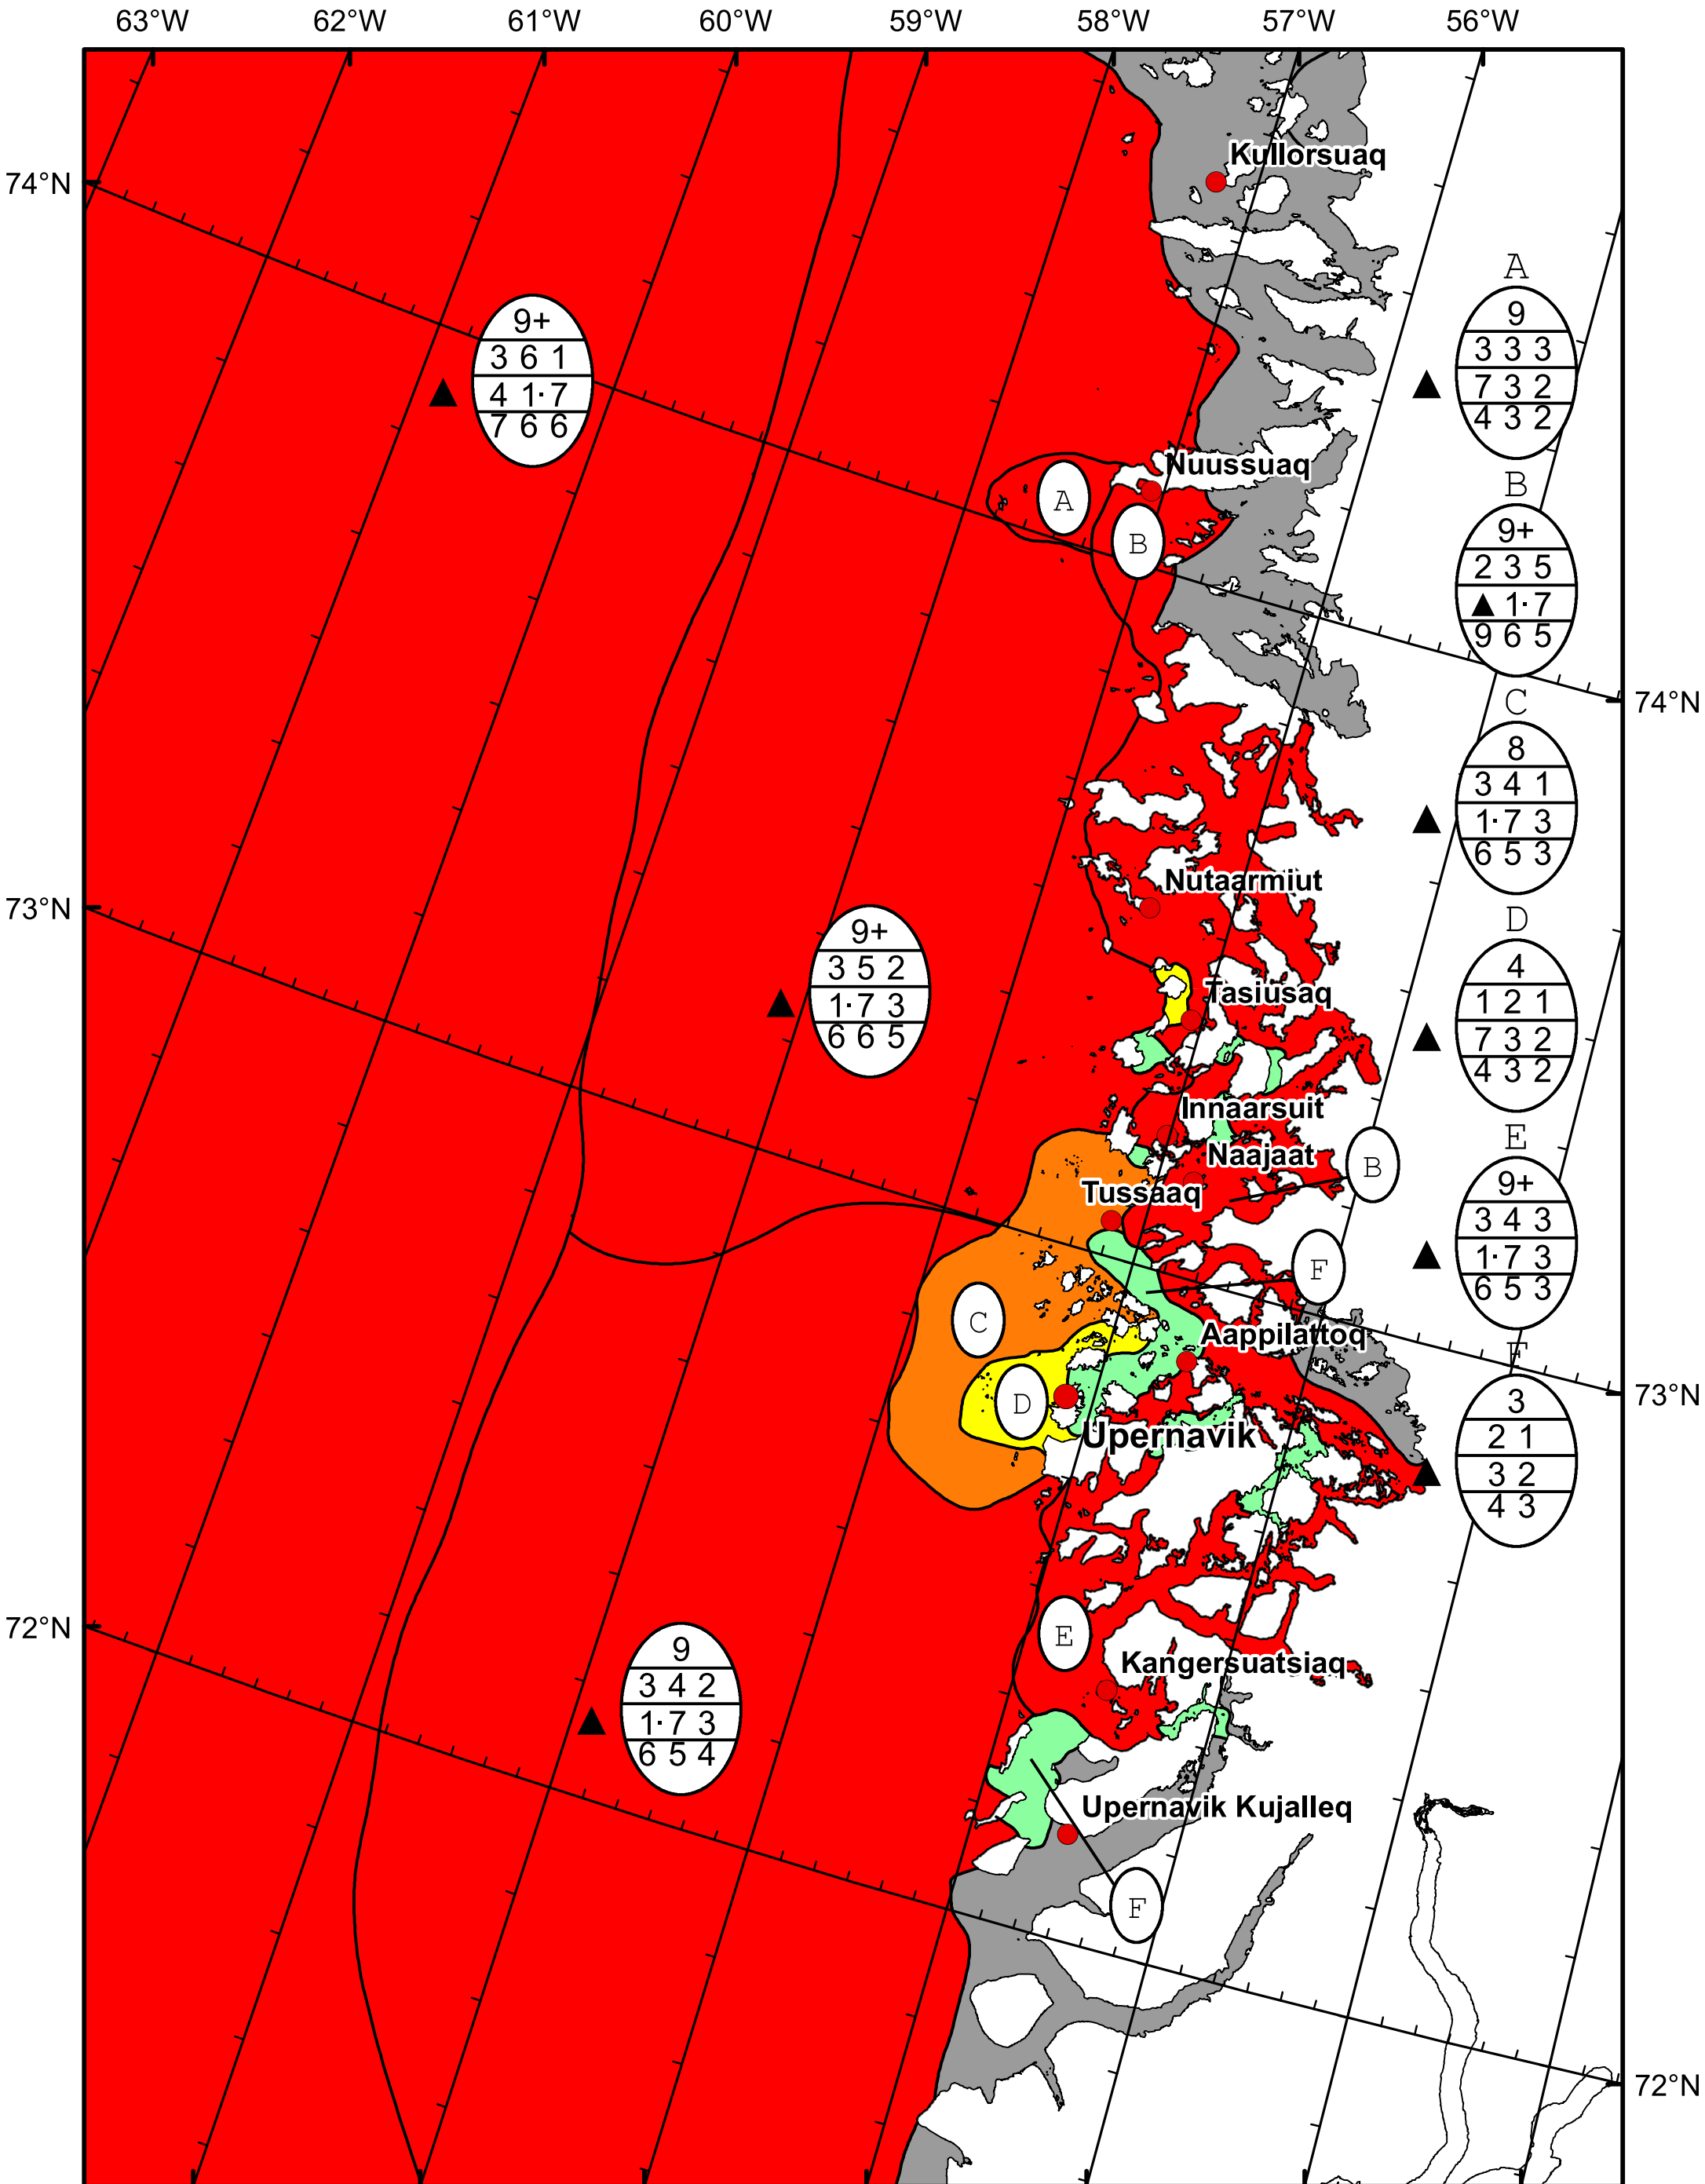 63°W 62°W 61°W 60°W 59°W 58°W 57°W 56°W
74°N
Kullorsuaq
A
9
3 3 3
7 3 2
4 3 2
9+
3 6 1
4 1· 7
7 6 6
Nuussuaq
A
B
B
9+
2 3 5
▲ 1· 7
9 6 5
74°N
C
8
3 4 1
1· 7 3
6 5 3
Nutaarmiut
73°N
9+
3 5 2
1· 7 3
6 6 5
Tasiusaq
D
4
1 2 1
7 3 2
4 3 2
Innaarsuit
Naajaat
Tussaaq
B
E
9+
3 4 3
1· 7 3
6 5 3
F
C
Aappilattoq
F
3
2 1
3 2
4 3
73°N
D
Upernavik
72°N
E
9
3 4 2
1· 7 3
6 5 4
Kangersuatsiaq
Upernavik Kujalleq
F
72°N